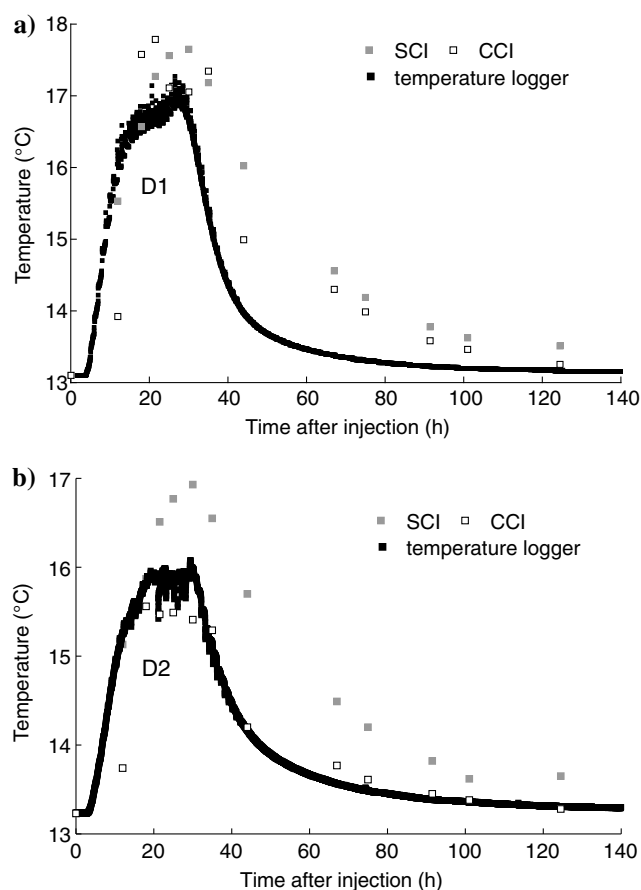 a)
18
17
16
15
14
13
Temperature (°C)
SCI CCI
temperature logger
D1
0 20 40 60 80 100 120 140
Time after injection (h)
b)
17
16
15
14
13
Temperature (°C)
SCI CCI
temperature logger
D2
0 20 40 60 80 100 120 140
Time after injection (h)